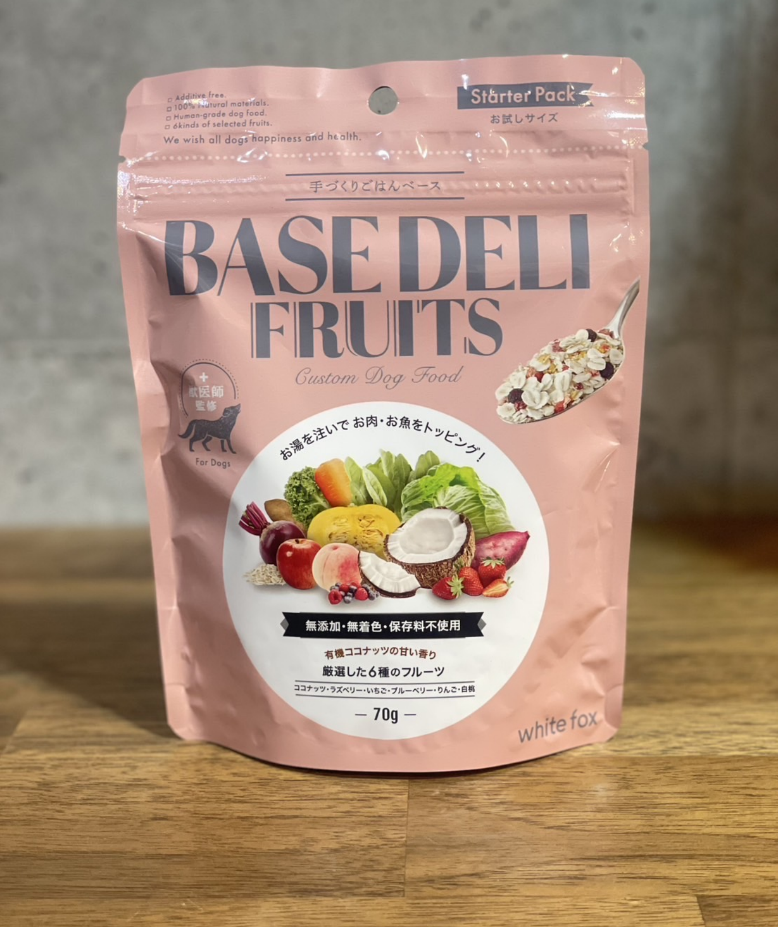 □ Additive free.
□ 100% Natural materials.
□ Human-grade dog food.
□ 6kinds of selected fruits.
We wish all dogs happiness and health.
Starter Pack
お試しサイズ
手づくりごはんベース
BASE DELI
FRUITS
Custom Dog Food
獣医師
監修
For Dogs
お湯を注いで お肉・お魚をトッピング!
無添加・無着色・保存料不使用
有機ココナッツの甘い香り
厳選した6種のフルーツ
ココナッツ・ラズベリー・いちご・ブルーベリー・りんご・白桃
— 70g —
white fox